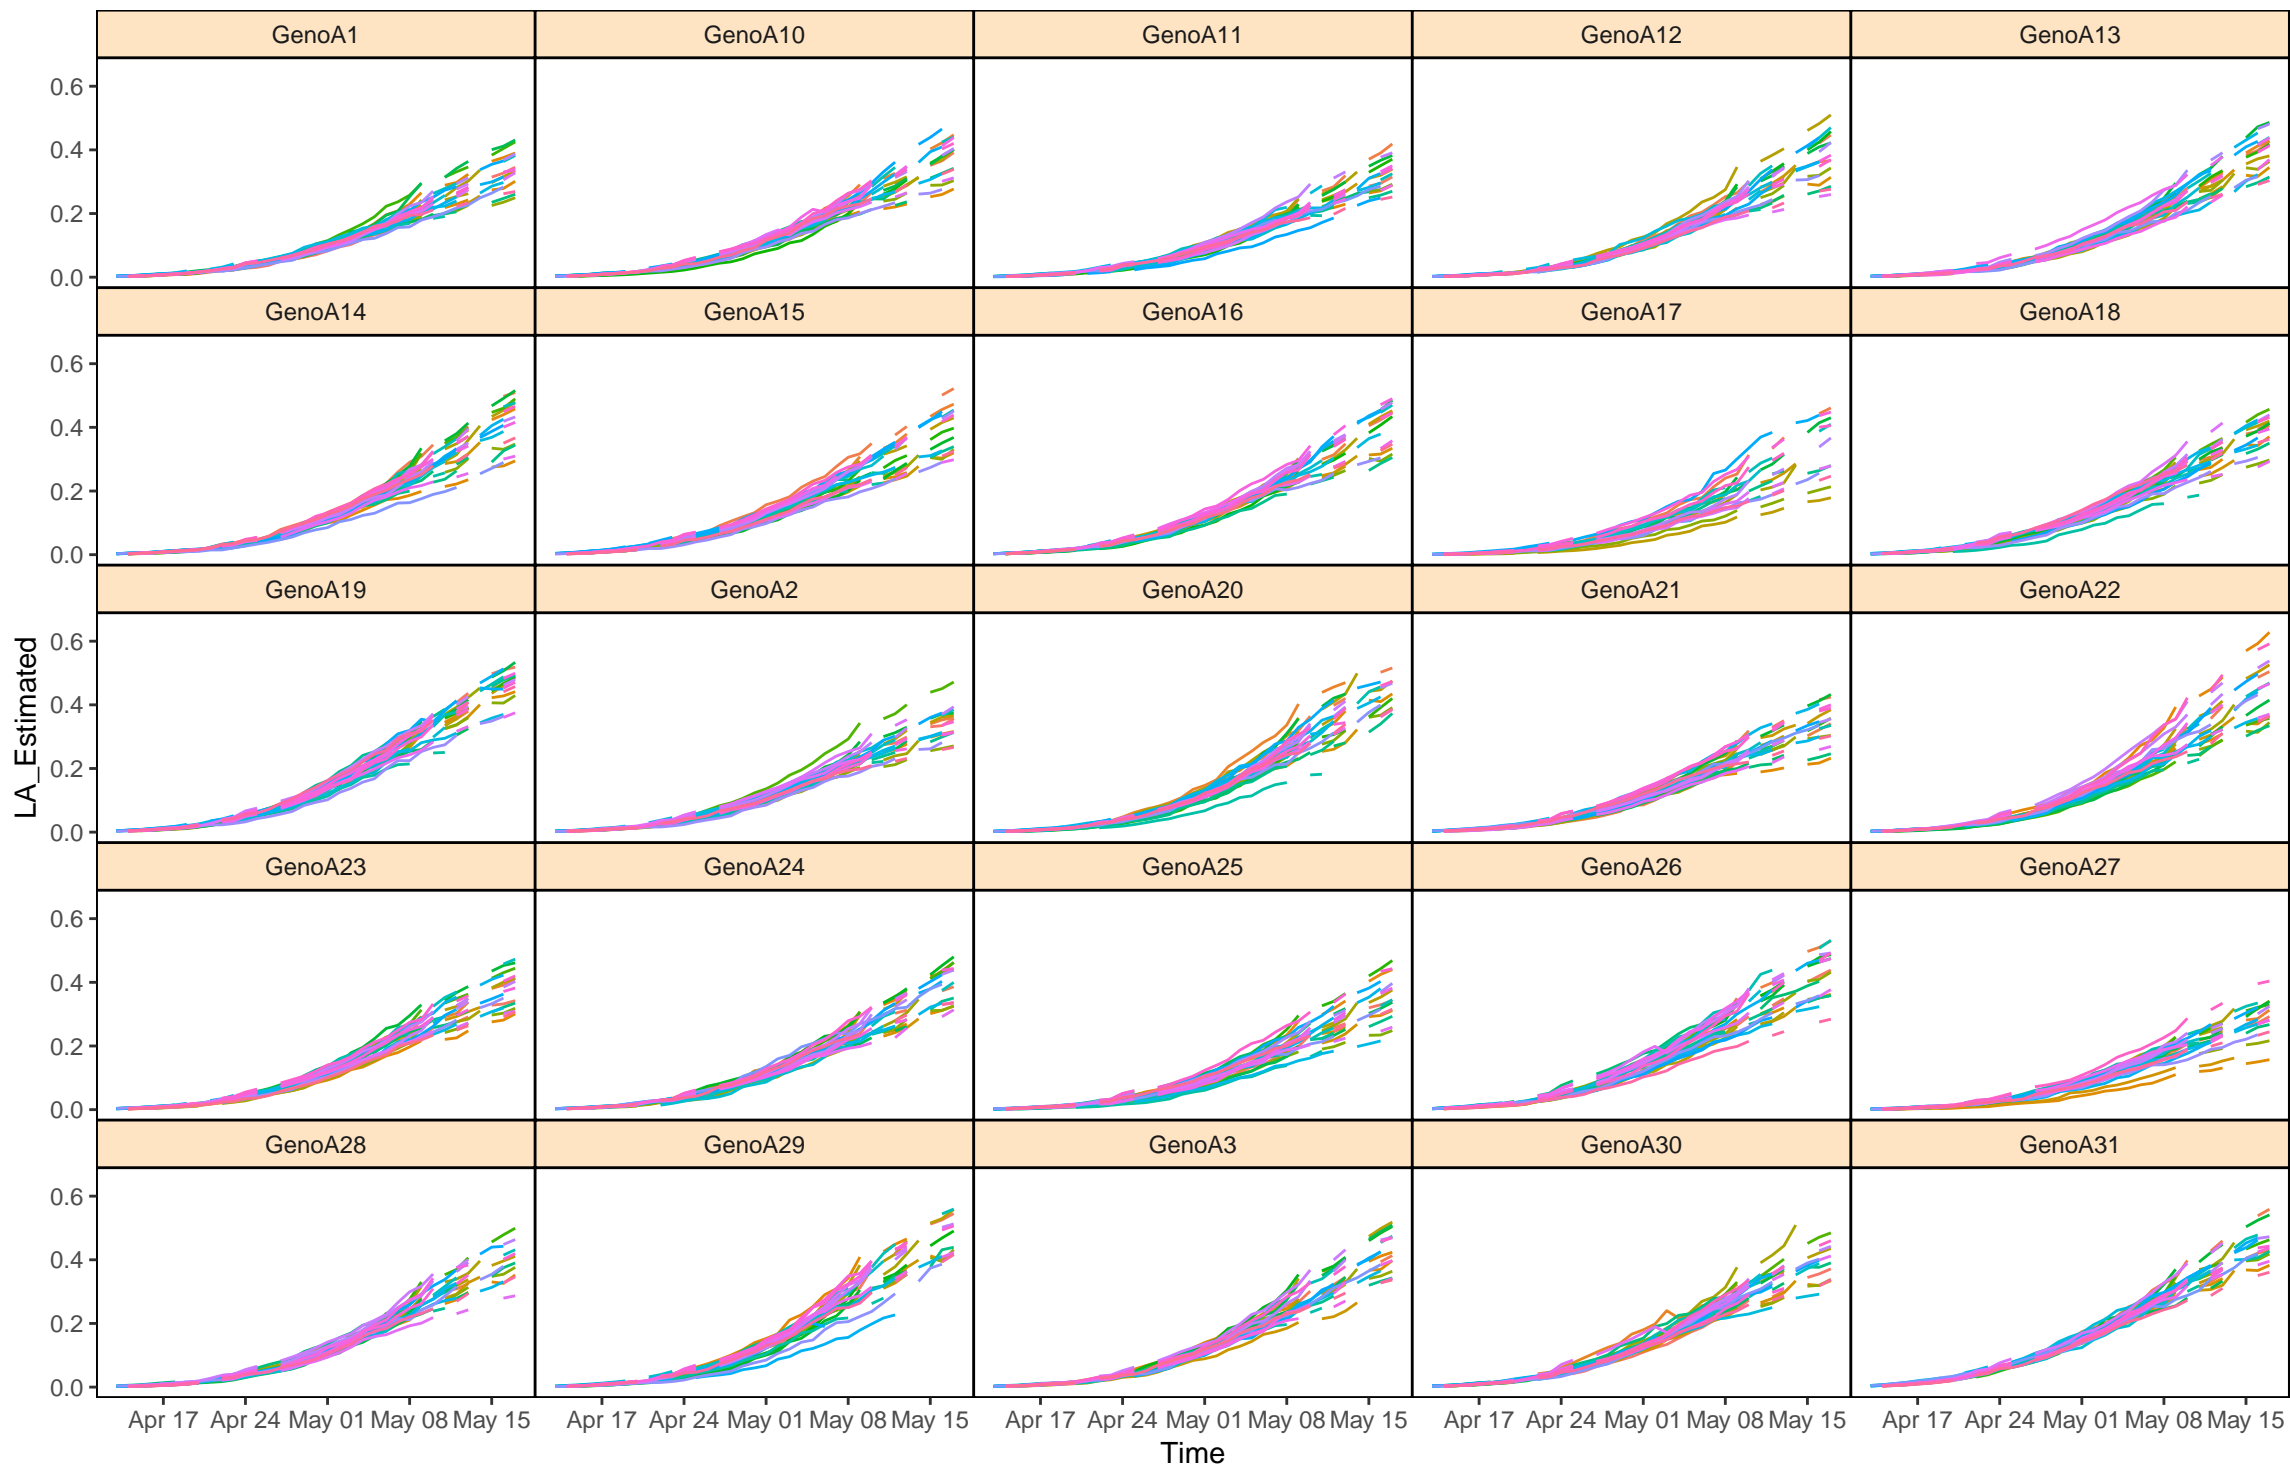 GenoA1 GenoA10 GenoA11 GenoA12 GenoA13
0.6
0.4
0.2
0.0
GenoA14 GenoA15 GenoA16 GenoA17 GenoA18
0.6
0.4
0.2
0.0
GenoA19 GenoA2 GenoA20 GenoA21 GenoA22
0.6
0.4
0.2
0.0
LA_Estimated
GenoA23 GenoA24 GenoA25 GenoA26 GenoA27
0.6
0.4
0.2
0.0
GenoA28 GenoA29 GenoA3 GenoA30 GenoA31
0.6
0.4
0.2
0.0
Apr 17 Apr 24 May 01 May 08 May 15 Apr 17 Apr 24 May 01 May 08 May 15 Apr 17 Apr 24 May 01 May 08 May 15 Apr 17 Apr 24 May 01 May 08 May 15 Apr 17 Apr 24 May 01 May 08 May 15
Time